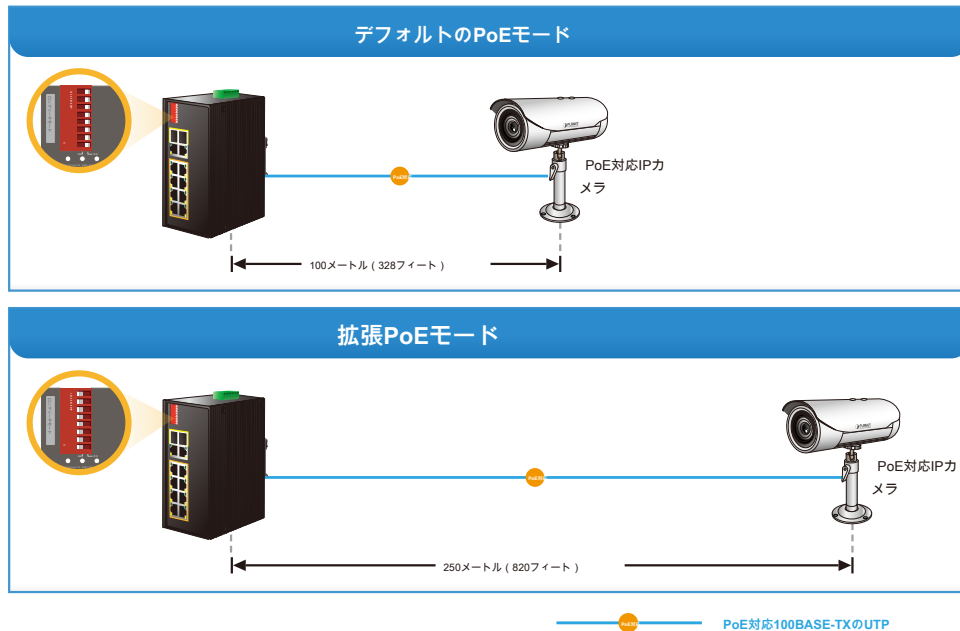 デフォルトのPoEモード
PLANET
PoE対応IPカ
メラ
100メートル ( 328フィート )
拡張PoEモード
PLANET
PoE対応IPカ
メラ
250メートル ( 820フィート )
PoE対応100BASE-TXのUTP